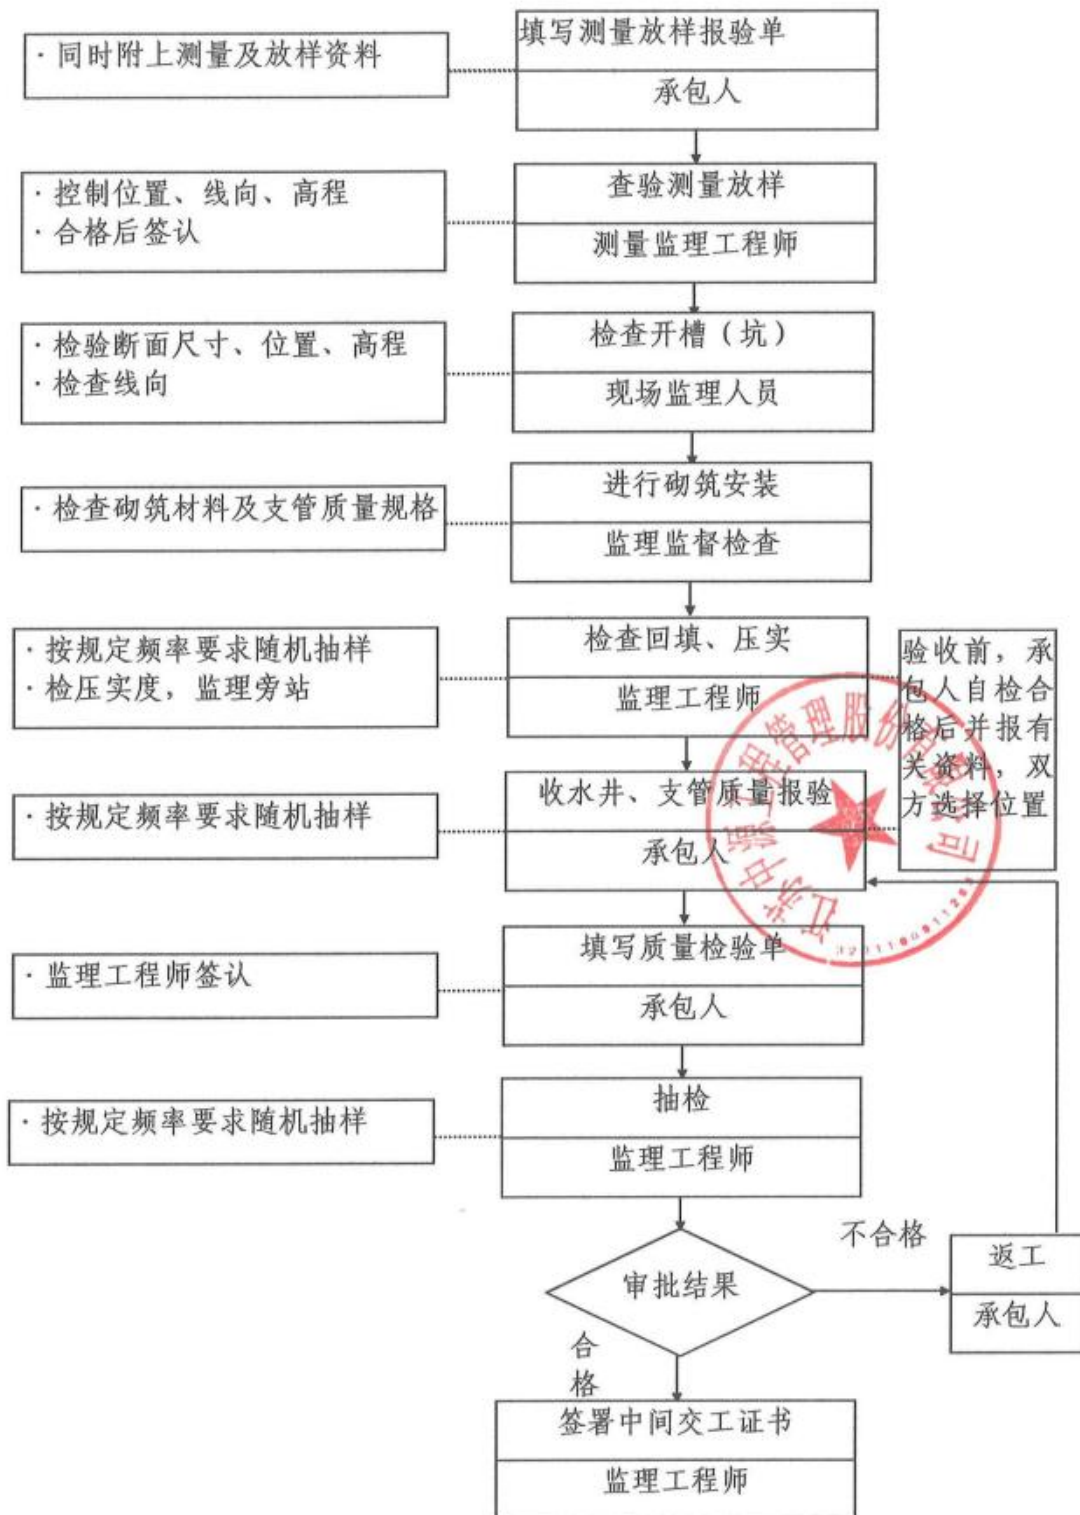 填写测量放样报验单
· 同时附上测量及放样资料
承包人
· 控制位置、线向、高程
· 合格后签认
查验测量放样
测量监理工程师
· 检验断面尺寸、位置、高程
· 检查线向
检查开槽（坑）
现场监理人员
进行砌筑安装
· 检查砌筑材料及支管质量规格
监理监督检查
· 按规定频率要求随机抽样
· 检压实度，监理旁站
检查回填、压实
监理工程师
验收前，承
包人自检合
格后并报有
关资料，双
方选择位置
· 按规定频率要求随机抽样
收水井、支管质量报验
承包人
填写质量检验单
· 监理工程师签认
承包人
抽检
· 按规定频率要求随机抽样
监理工程师
审批结果
不合格
返工
承包人
合
格
签署中间交工证书
监理工程师